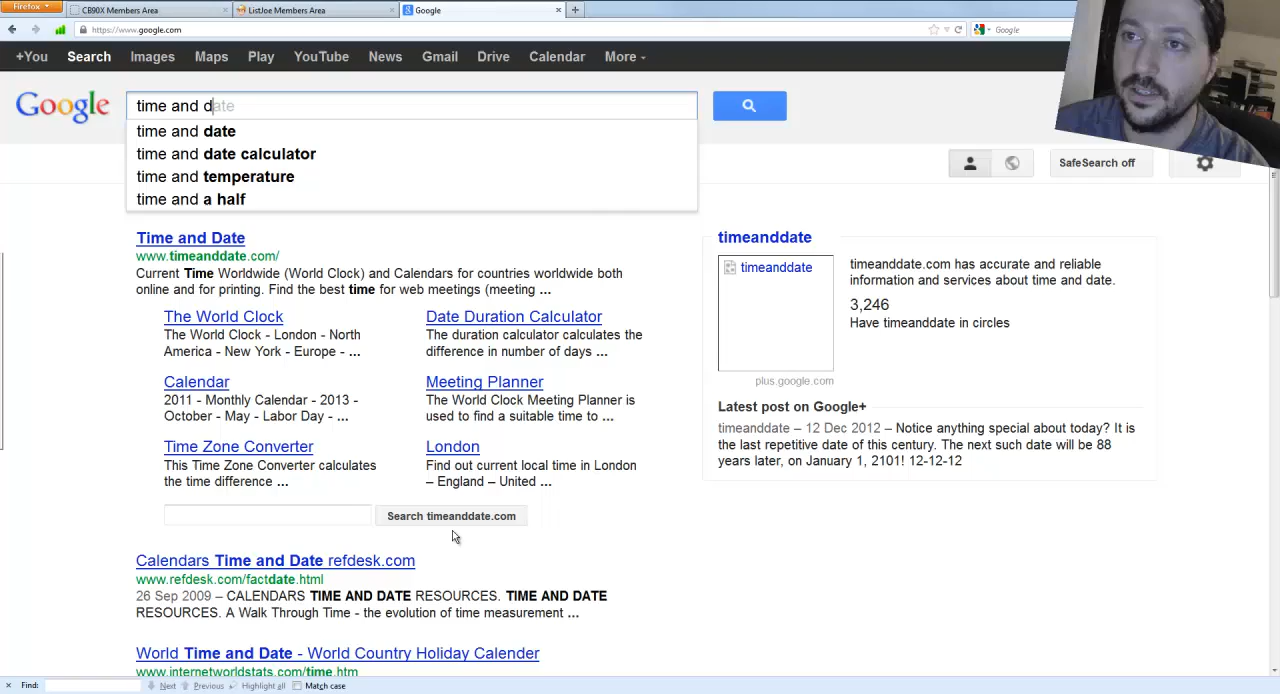 Firefox
CB90X Members Area
ListJoe Members Area
Google
https://www.google.com
Google
+You Search Images Maps Play YouTube News Gmail Drive Calendar More
Google
time and date
time and date
time and date calculator
time and temperature
time and a half
SafeSearch off
Time and Date
www.timeanddate.com/
Current Time Worldwide (World Clock) and Calendars for countries worldwide both
online and for printing. Find the best time for web meetings (meeting ...
The World Clock
The World Clock - London - North
America - New York - Europe - ...
Date Duration Calculator
The duration calculator calculates the
difference in number of days ...
Calendar
2011 - Monthly Calendar - 2013 -
October - May - Labor Day - ...
Meeting Planner
The World Clock Meeting Planner is
used to find a suitable time to ...
Time Zone Converter
This Time Zone Converter calculates
the time difference ...
London
Find out current local time in London
– England – United ...
Search timeanddate.com
Calendars Time and Date refdesk.com
www.refdesk.com/factdate.html
26 Sep 2009 – CALENDARS TIME AND DATE RESOURCES. TIME AND DATE
RESOURCES. A Walk Through Time - the evolution of time measurement ...
World Time and Date - World Country Holiday Calender
www.internetworldstats.com/time.htm
timeanddate
timeanddate
timeanddate.com has accurate and reliable
information and services about time and date.
3,246
Have timeanddate in circles
plus.google.com
Latest post on Google+
timeanddate – 12 Dec 2012 – Notice anything special about today? It is
the last repetitive date of this century. The next such date will be 88
years later, on January 1, 2101! 12-12-12
Find: Next Previous Highlight all Match case